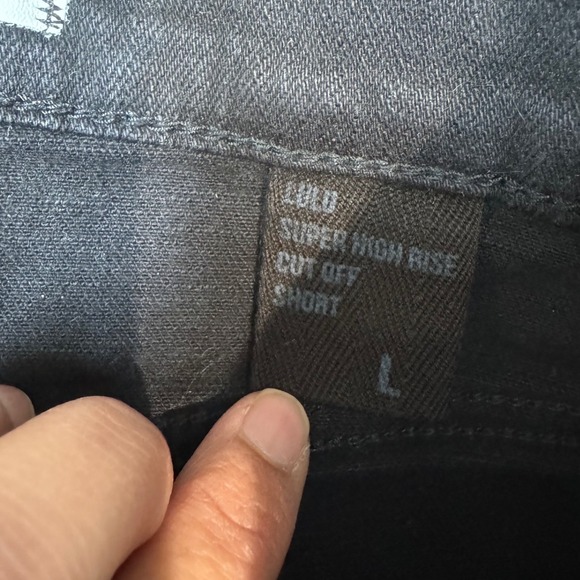 LULU
SUPER HIGH RISE
CUT OFF
SHORT
L